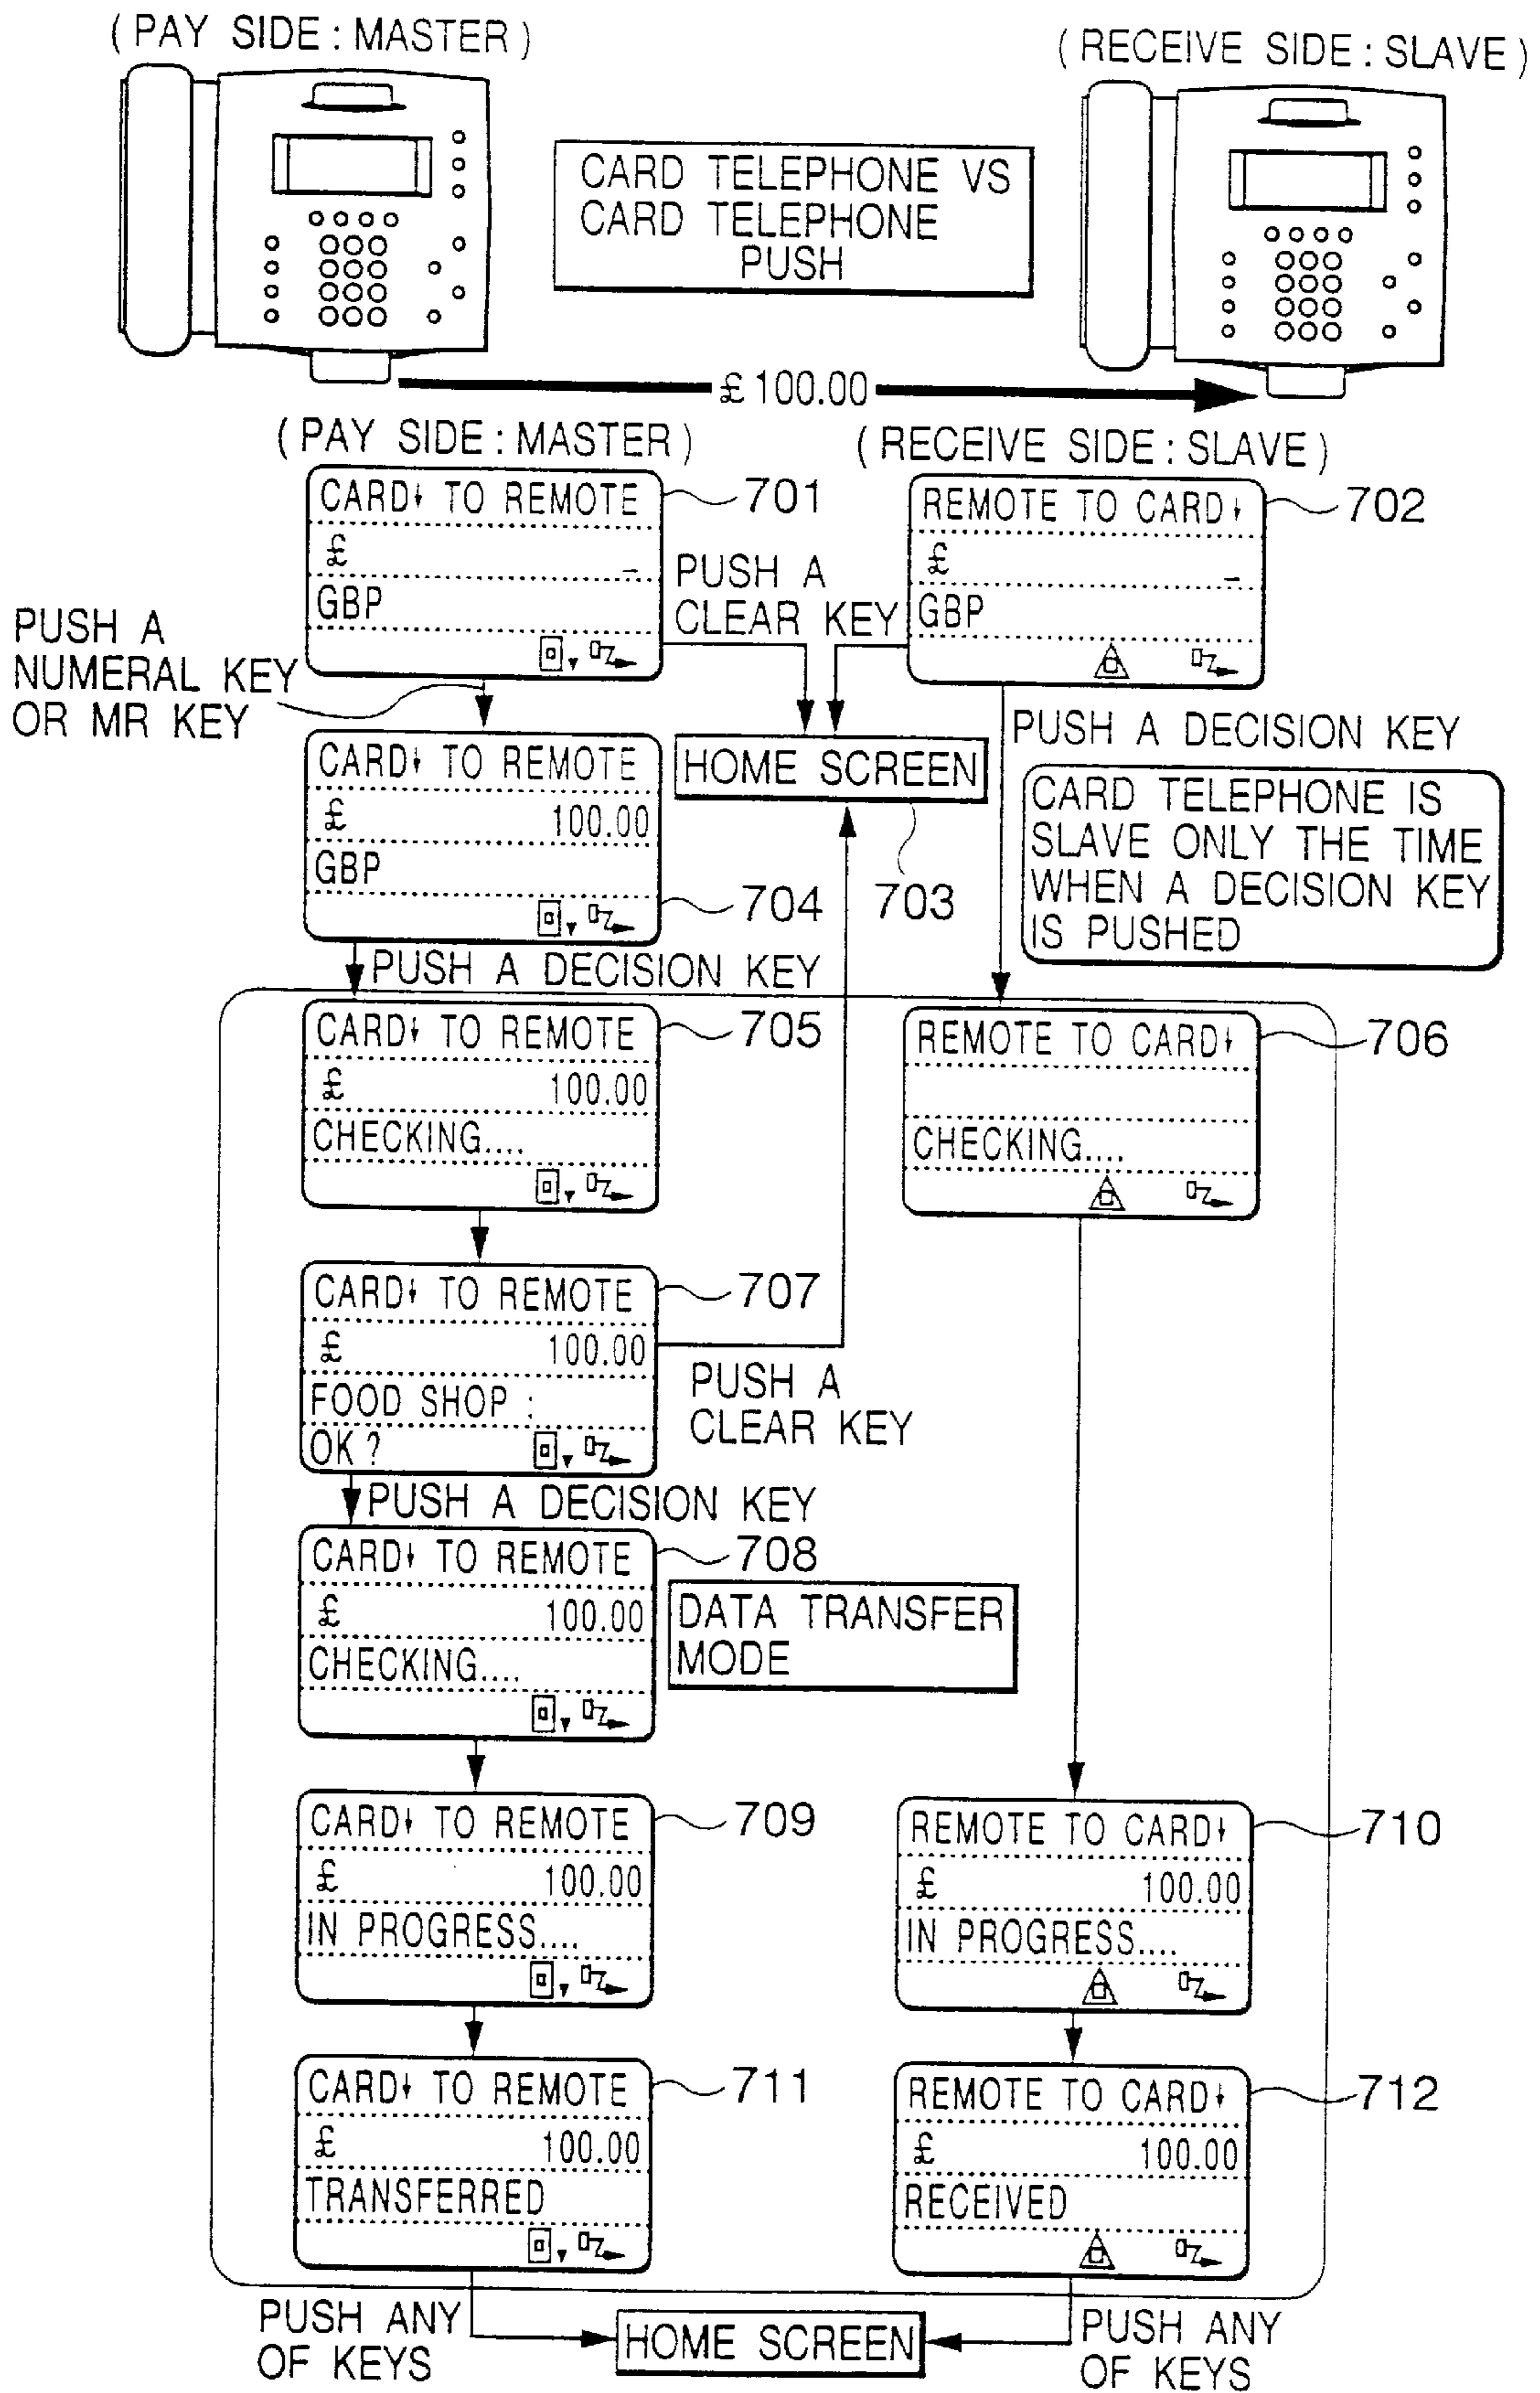 (PAY SIDE : MASTER)
(RECEIVE SIDE : SLAVE)
CARD TELEPHONE VS
CARD TELEPHONE
PUSH
£100.00
(PAY SIDE : MASTER)
(RECEIVE SIDE : SLAVE)
CARD↓ TO REMOTE
£ _
GBP
701
REMOTE TO CARD↓
£ _
GBP
702
PUSH A
CLEAR KEY
PUSH A
NUMERAL KEY
OR MR KEY
HOME SCREEN
703
PUSH A DECISION KEY
CARD TELEPHONE IS
SLAVE ONLY THE TIME
WHEN A DECISION KEY
IS PUSHED
CARD↓ TO REMOTE
£ 100.00
GBP
704
PUSH A DECISION KEY
CARD↓ TO REMOTE
£ 100.00
CHECKING....
705
REMOTE TO CARD↓
CHECKING....
706
CARD↓ TO REMOTE
£ 100.00
FOOD SHOP :
OK?
707
PUSH A
CLEAR KEY
PUSH A DECISION KEY
CARD↓ TO REMOTE
£ 100.00
CHECKING....
708
DATA TRANSFER
MODE
CARD↓ TO REMOTE
£ 100.00
IN PROGRESS....
709
REMOTE TO CARD↓
£ 100.00
IN PROGRESS....
710
CARD↓ TO REMOTE
£ 100.00
TRANSFERRED
711
REMOTE TO CARD↓
£ 100.00
RECEIVED
712
PUSH ANY
OF KEYS
HOME SCREEN
PUSH ANY
OF KEYS